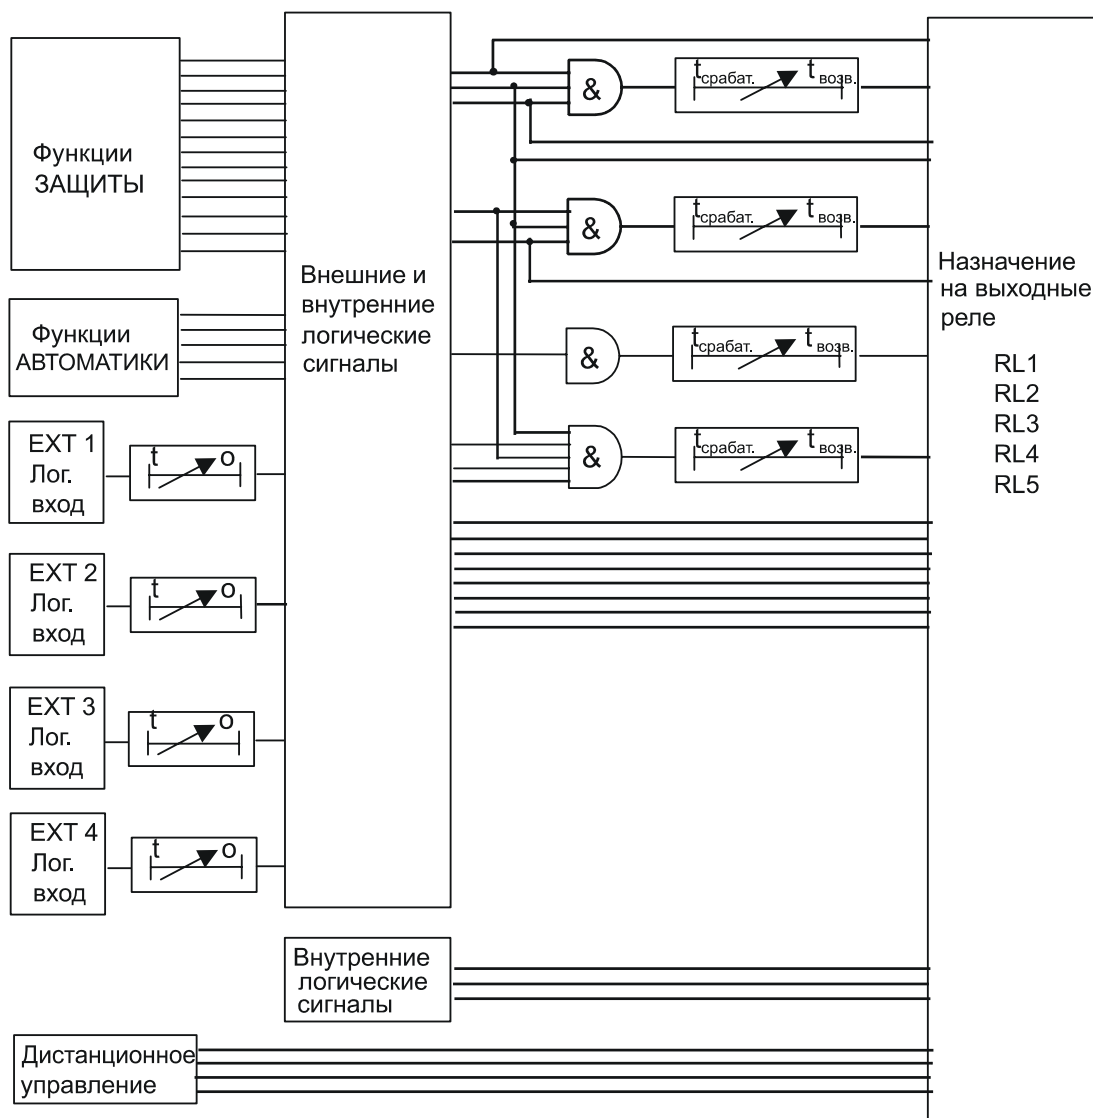 Функции
ЗАЩИТЫ
Функции
АВТОМАТИКИ
EXT 1
Лог.
вход
t o
EXT 2
Лог.
вход
t o
EXT 3
Лог.
вход
t o
EXT 4
Лог.
вход
t o
Внешние и
внутренние
логические
сигналы
& tсрабат. tвозв.
& tсрабат. tвозв.
& tсрабат. tвозв.
& tсрабат. tвозв.
Назначение
на выходные
реле
RL1
RL2
RL3
RL4
RL5
Внутренние
логические
сигналы
Дистанционное
управление